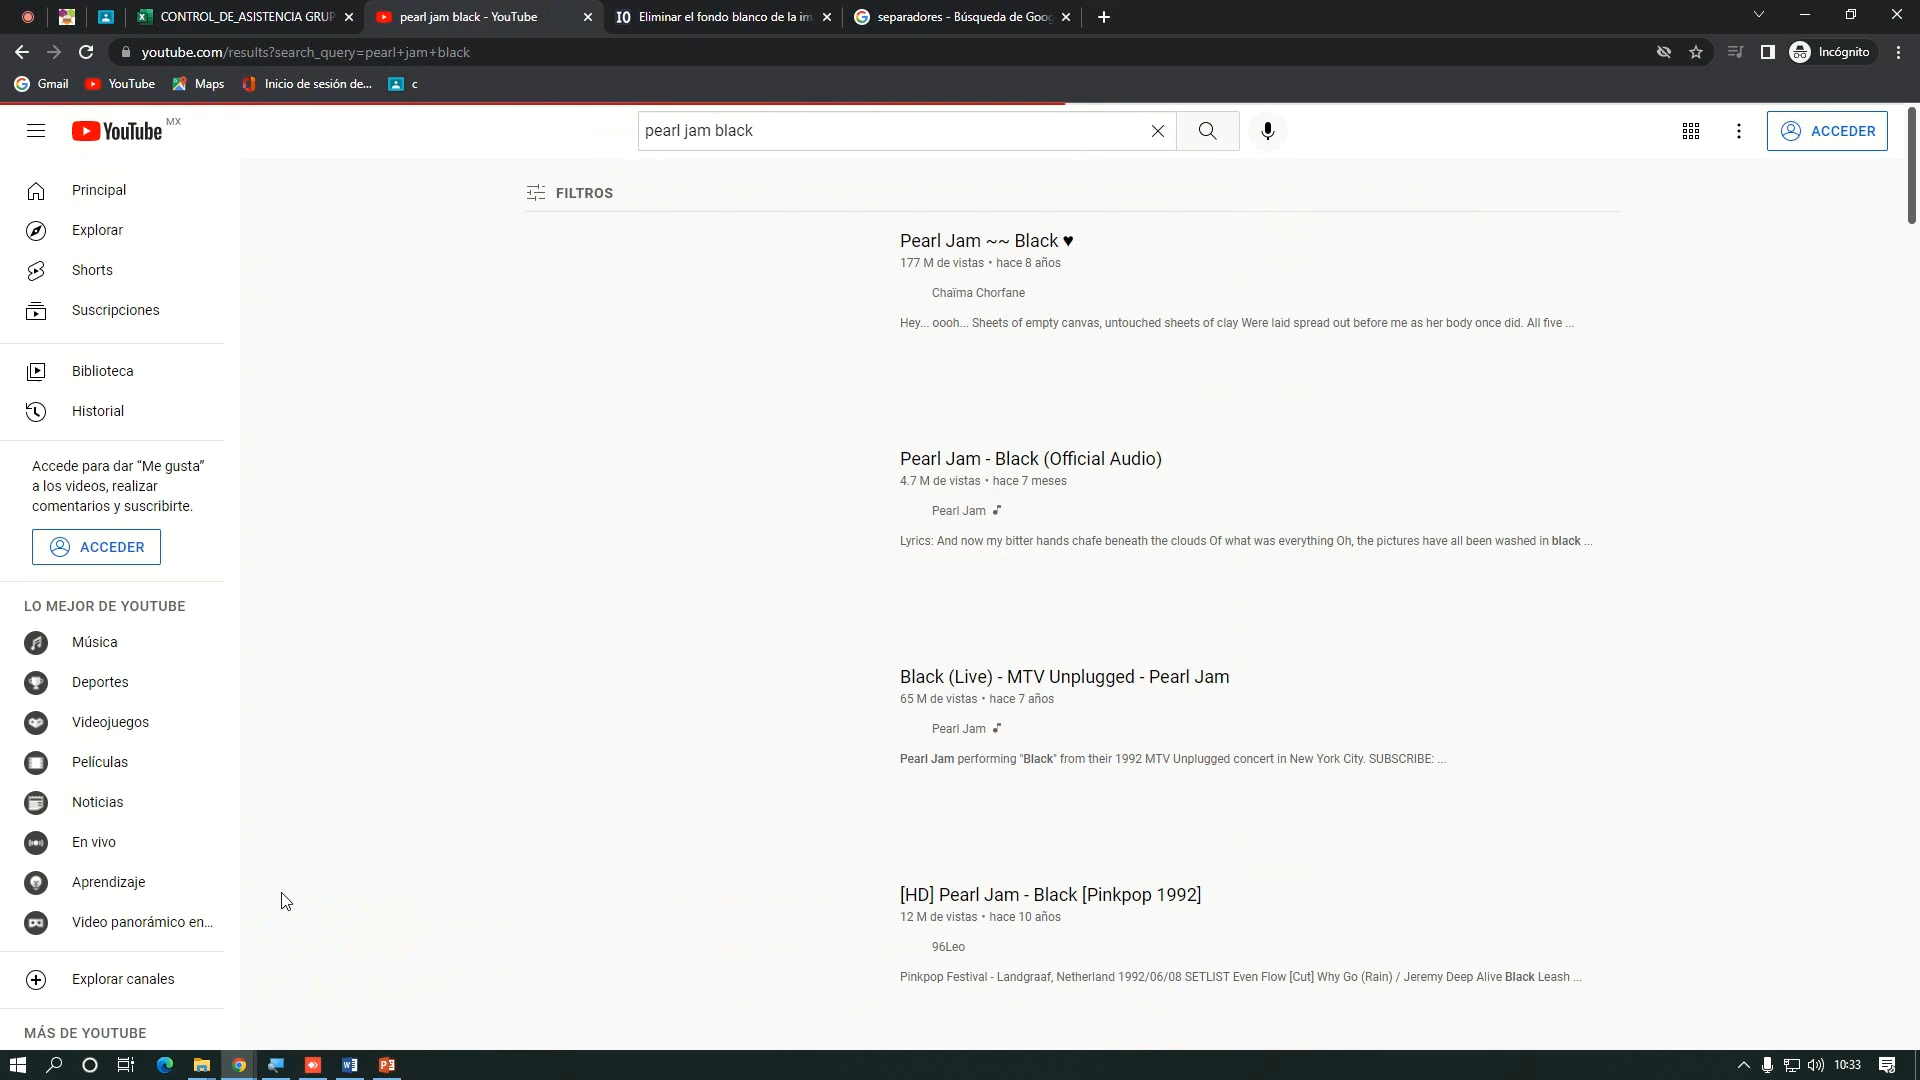 CONTROL_DE_ASISTENCIA GRUP
pearl jam black - YouTube
Eliminar el fondo blanco de la im
separadores - Búsqueda de Goog
youtube.com/results?search_query=pearl+jam+black
Incógnito
Gmail
YouTube
Maps
Inicio de sesión de...
c
YouTube MX
pearl jam black
ACCEDER
Principal
Explorar
Shorts
Suscripciones
Biblioteca
Historial
Accede para dar “Me gusta”
a los videos, realizar
comentarios y suscribirte.
ACCEDER
LO MEJOR DE YOUTUBE
Música
Deportes
Videojuegos
Películas
Noticias
En vivo
Aprendizaje
Video panorámico en...
Explorar canales
MÁS DE YOUTUBE
FILTROS
Pearl Jam ~~ Black ♥
177 M de vistas • hace 8 años
Chaïma Chorfane
Hey... oooh... Sheets of empty canvas, untouched sheets of clay Were laid spread out before me as her body once did. All five ...
Pearl Jam - Black (Official Audio)
4.7 M de vistas • hace 7 meses
Pearl Jam
Lyrics: And now my bitter hands chafe beneath the clouds Of what was everything Oh, the pictures have all been washed in black ...
Black (Live) - MTV Unplugged - Pearl Jam
65 M de vistas • hace 7 años
Pearl Jam
Pearl Jam performing "Black" from their 1992 MTV Unplugged concert in New York City. SUBSCRIBE: ...
[HD] Pearl Jam - Black [Pinkpop 1992]
12 M de vistas • hace 10 años
96Leo
Pinkpop Festival - Landgraaf, Netherland 1992/06/08 SETLIST Even Flow [Cut] Why Go (Rain) / Jeremy Deep Alive Black Leash ...
10:33